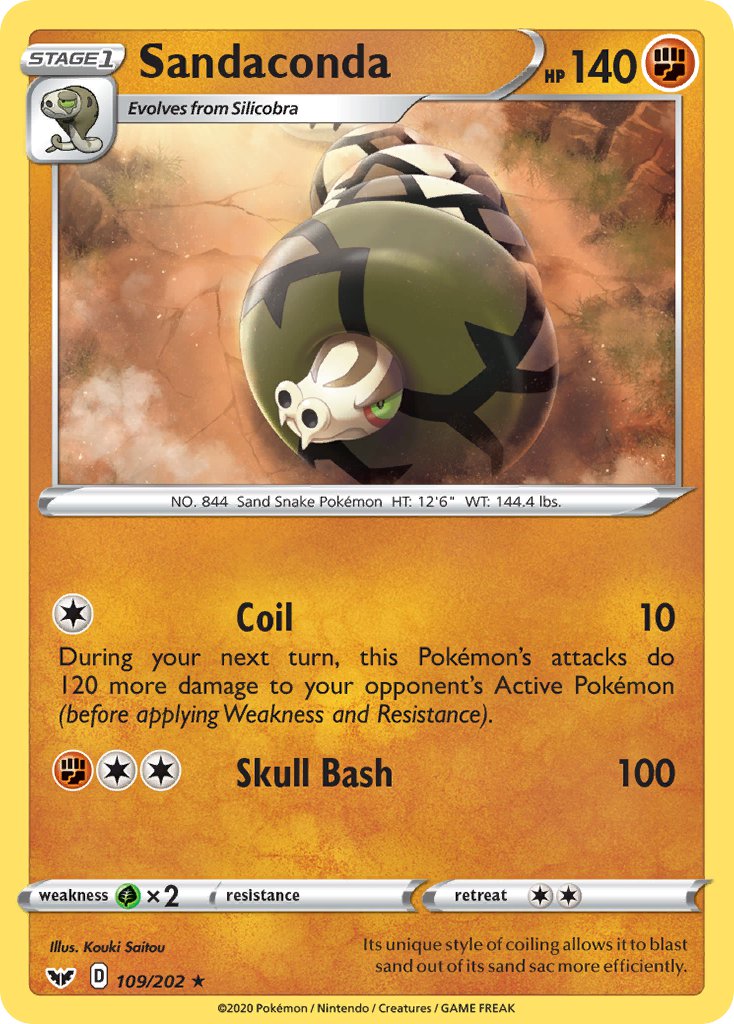 STAGE1
Sandaconda
HP 140
Evolves from Silicobra
NO. 844 Sand Snake Pokémon HT: 12'6" WT: 144.4 lbs.
Coil 10
During your next turn, this Pokémon's attacks do
120 more damage to your opponent's Active Pokémon
(before applying Weakness and Resistance).
Skull Bash 100
weakness ×2 resistance retreat
Illus. Kouki Saitou
Its unique style of coiling allows it to blast
sand out of its sand sac more efficiently.
D 109/202 ★
©2020 Pokémon / Nintendo / Creatures / GAME FREAK